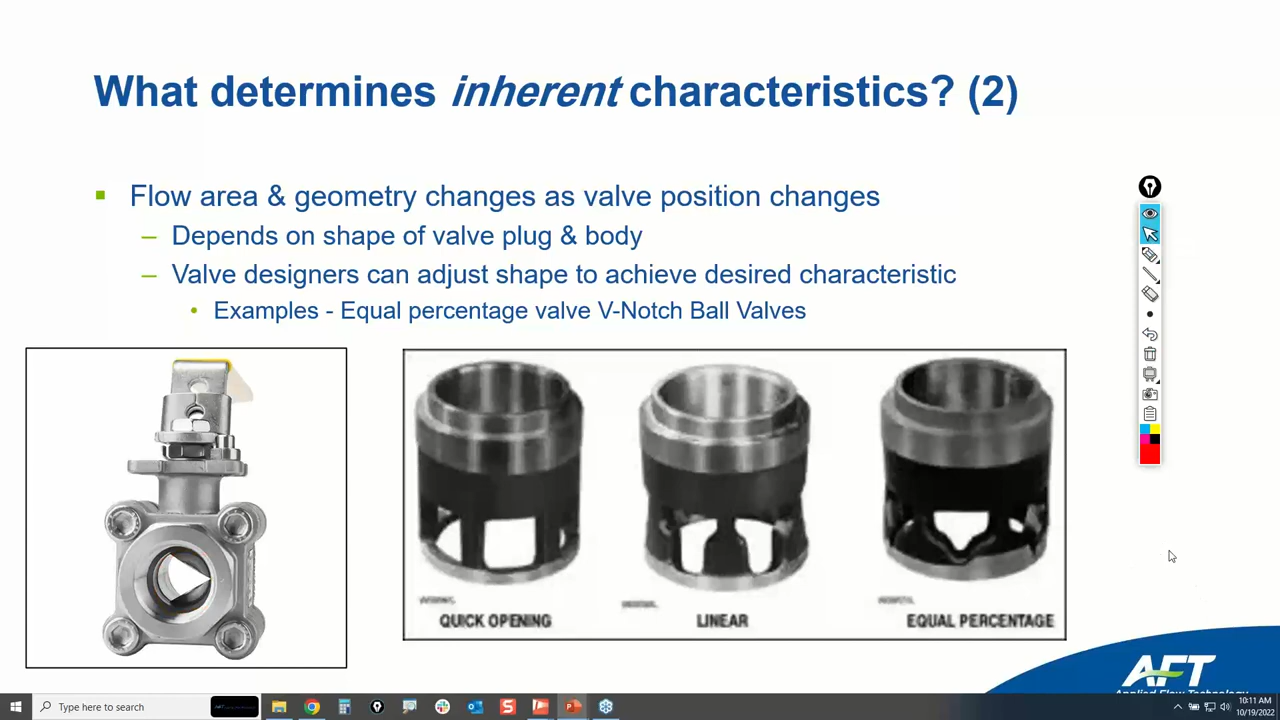 What determines inherent characteristics? (2)
▪ Flow area & geometry changes as valve position changes
– Depends on shape of valve plug & body
– Valve designers can adjust shape to achieve desired characteristic
• Examples - Equal percentage valve V-Notch Ball Valves
QUICK OPENING
LINEAR
EQUAL PERCENTAGE
AFT
Applied Flow Technology
Type here to search
10:11 AM
10/19/2022